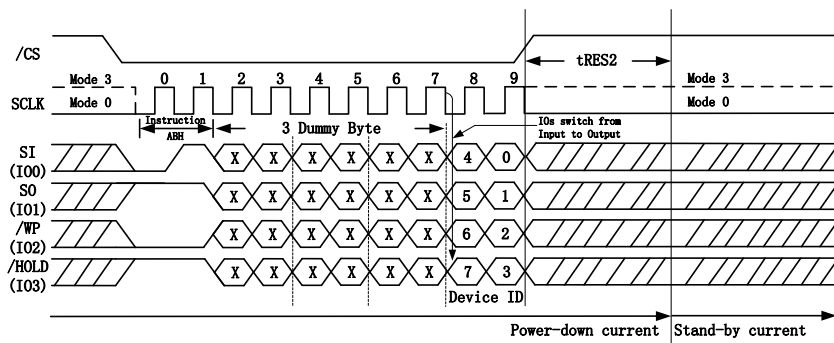 /CS
tRES2
Mode 3 0 1 2 3 4 5 6 7 8 9 Mode 3
SCLK Mode 0 Mode 0
Instruction 3 Dummy Byte IOs switch from
ABH Input to Output
SI X X X X X X 4 0
(IO0)
SO X X X X X X 5 1
(IO1)
/WP X X X X X X 6 2
(IO2)
/HOLD X X X X X X 7 3
(IO3)
Device ID
Power-down current Stand-by current